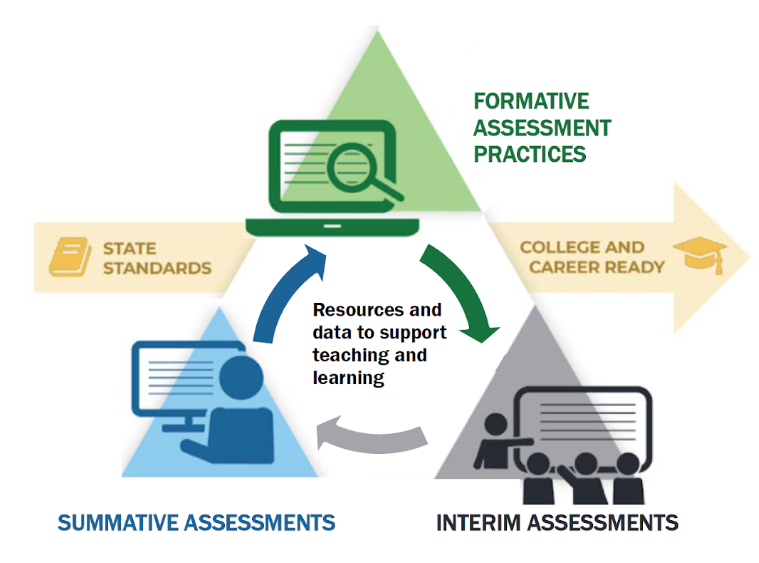 FORMATIVE
ASSESSMENT
PRACTICES
STATE
STANDARDS
COLLEGE AND
CAREER READY
Resources and
data to support
teaching and
learning
SUMMATIVE ASSESSMENTS
INTERIM ASSESSMENTS